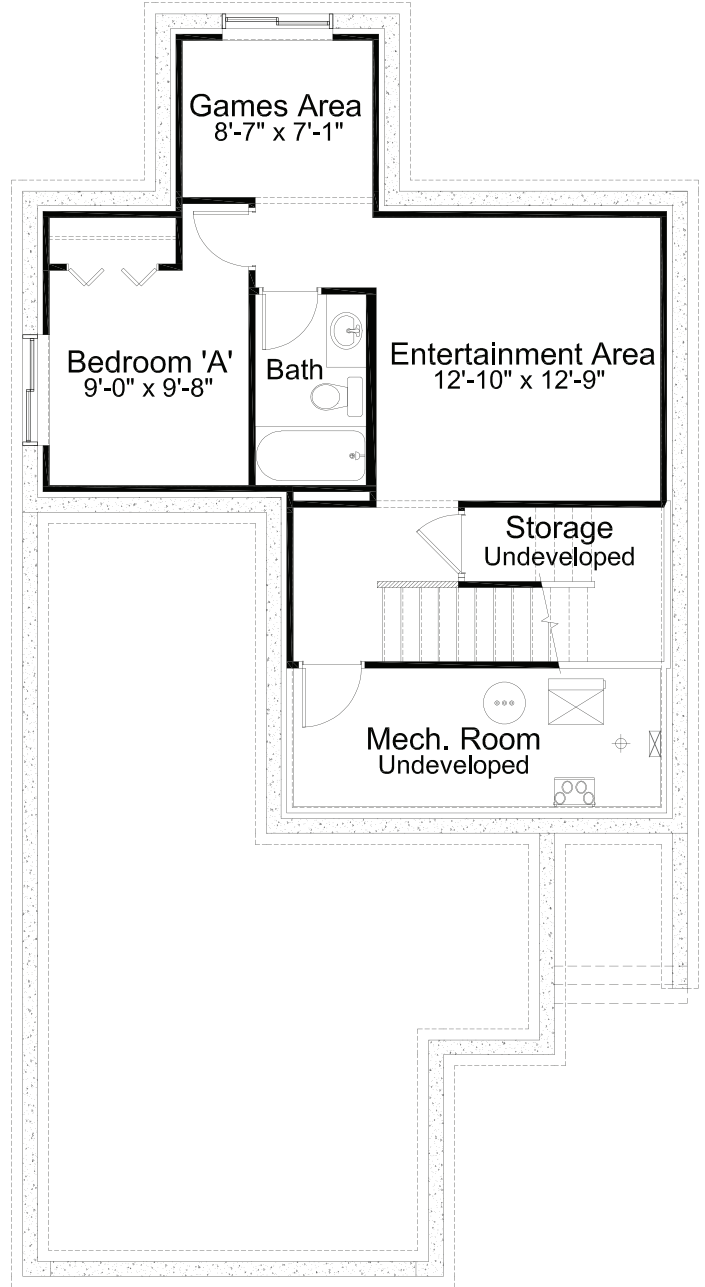 Games Area
8'-7" x 7'-1"
Bedroom 'A'
9'-0" x 9'-8"
Bath
Entertainment Area
12'-10" x 12'-9"
Storage
Undeveloped
Mech. Room
Undeveloped